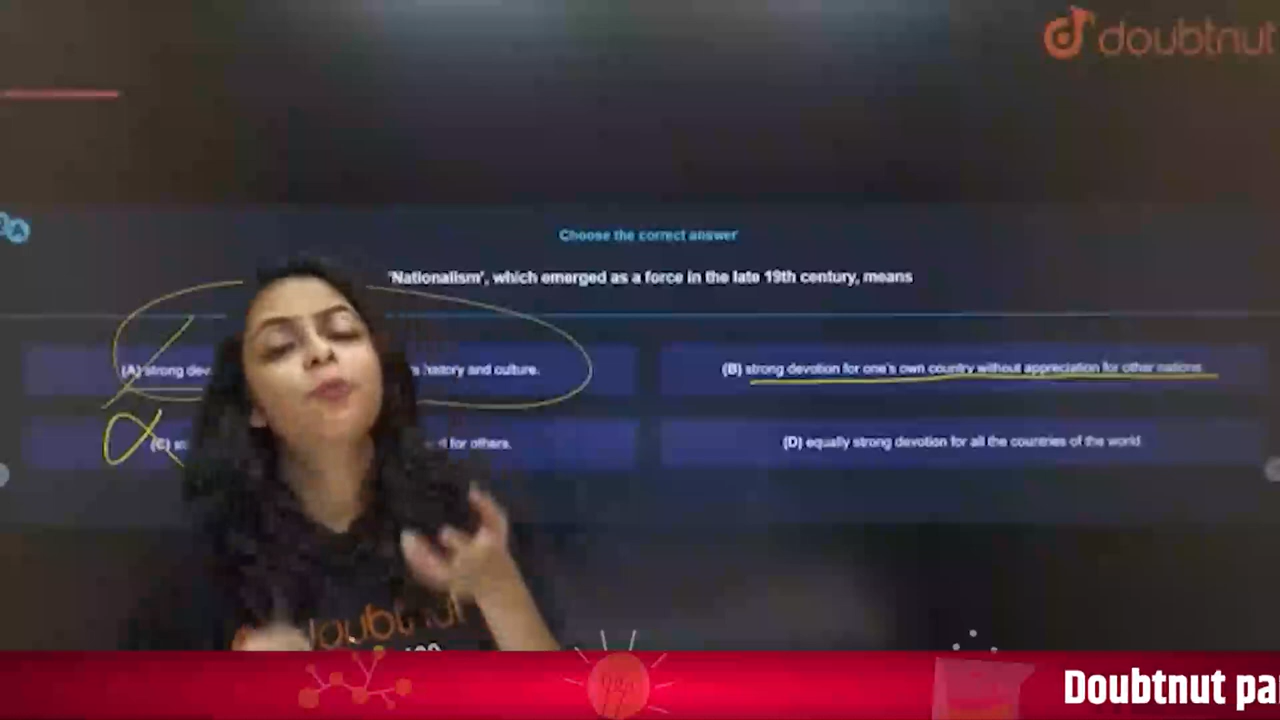 doubtnut
Choose the correct answer
'Nationalism', which emerged as a force in the late 19th century, means
(A) strong dev history and culture.
(B) strong devotion for one's own country without appreciation for other nations
(C) for others.
(D) equally strong devotion for all the countries of the world
doubtnut
Doubtnut pa